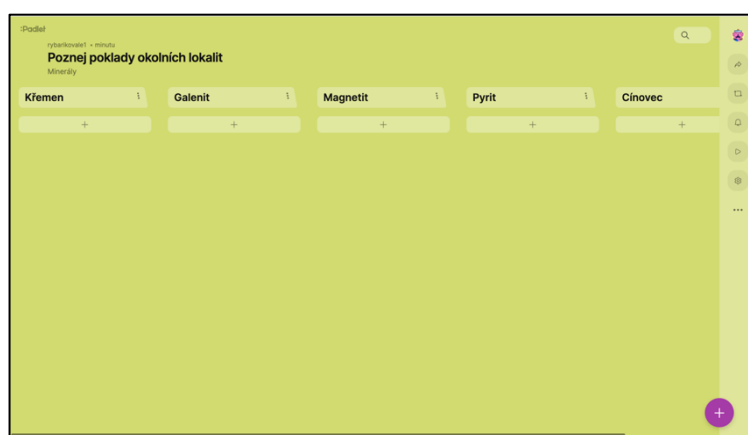 :Padlet
rybarikovale1 • minutu
Poznej poklady okolních lokalit
Minerály
Křemen
Galenit
Magnetit
Pyrit
Cínovec